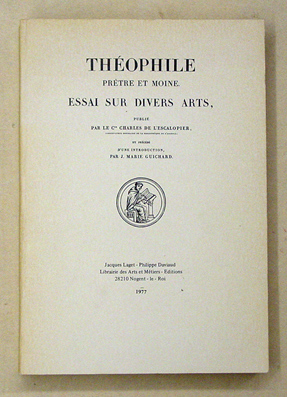 THÉOPHILE
PRÊTRE ET MOINE.
ESSAI SUR DIVERS ARTS,
PUBLIÉ
PAR LE Cte CHARLES DE L'ESCALOPIER,
ET PRÉCÉDÉ
D'UNE INTRODUCTION,
PAR J. MARIE GUICHARD.
Jacques Laget - Philippe Daviaud
Librairie des Arts et Métiers - Éditions
28210 Nogent - le - Roi
1977